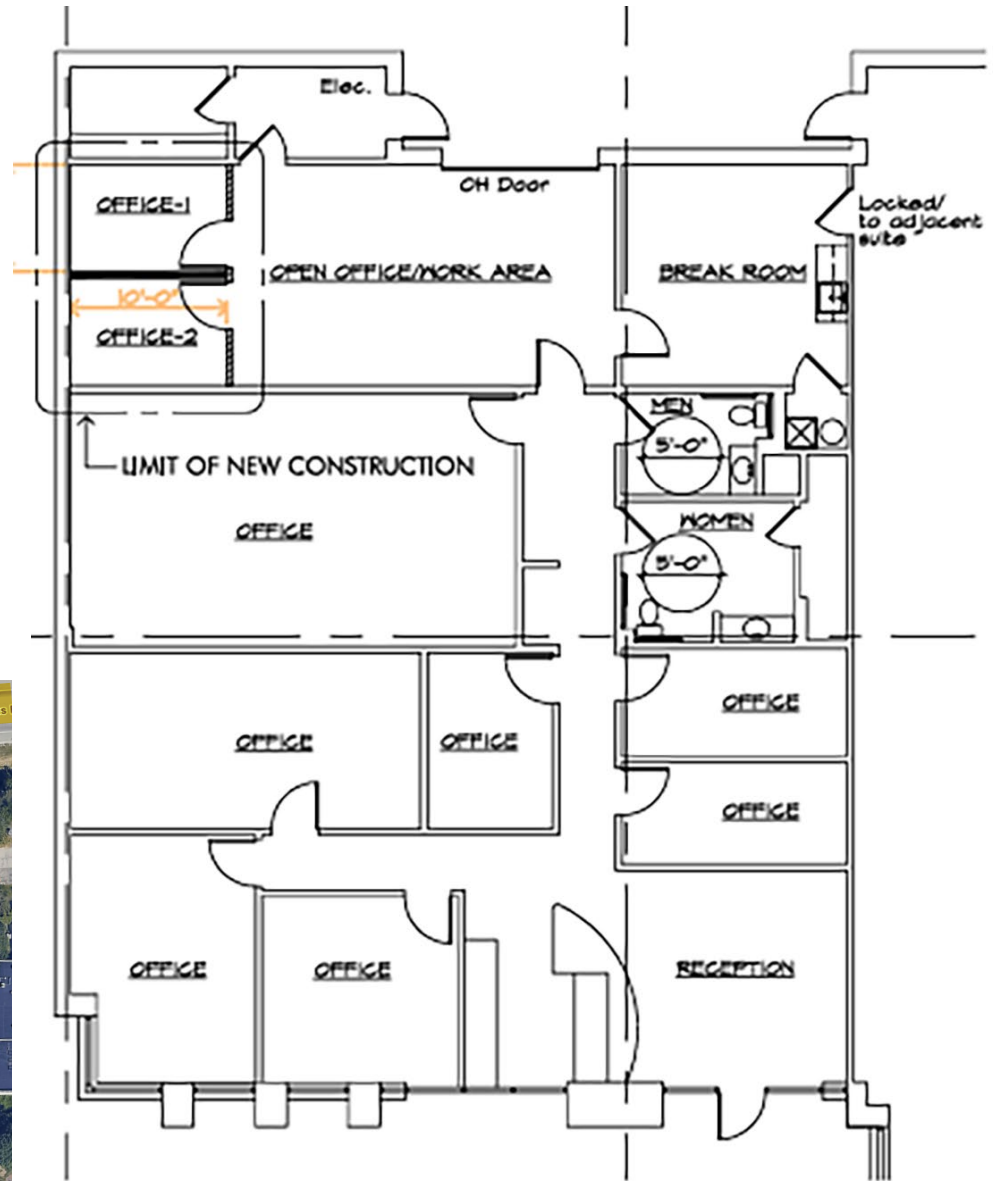 Elec.
OH Door
OFFICE-1
Locked/
to adjacent
suite
OPEN OFFICE/WORK AREA
BREAK ROOM
10'-0"
OFFICE-2
MEN
5'-0"
LIMIT OF NEW CONSTRUCTION
OFFICE
WOMEN
5'-0"
OFFICE
OFFICE
OFFICE
OFFICE
OFFICE
OFFICE
RECEPTION